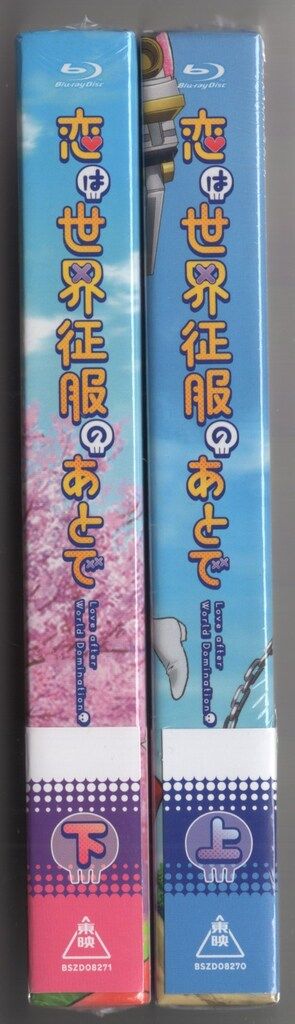 Blu-ray Disc
恋は世界征服のあとで
Love after
World Domination
下
東映
BSZD08271
Blu-ray Disc
恋は世界征服のあとで
Love after
World Domination
上
東映
BSZD08270